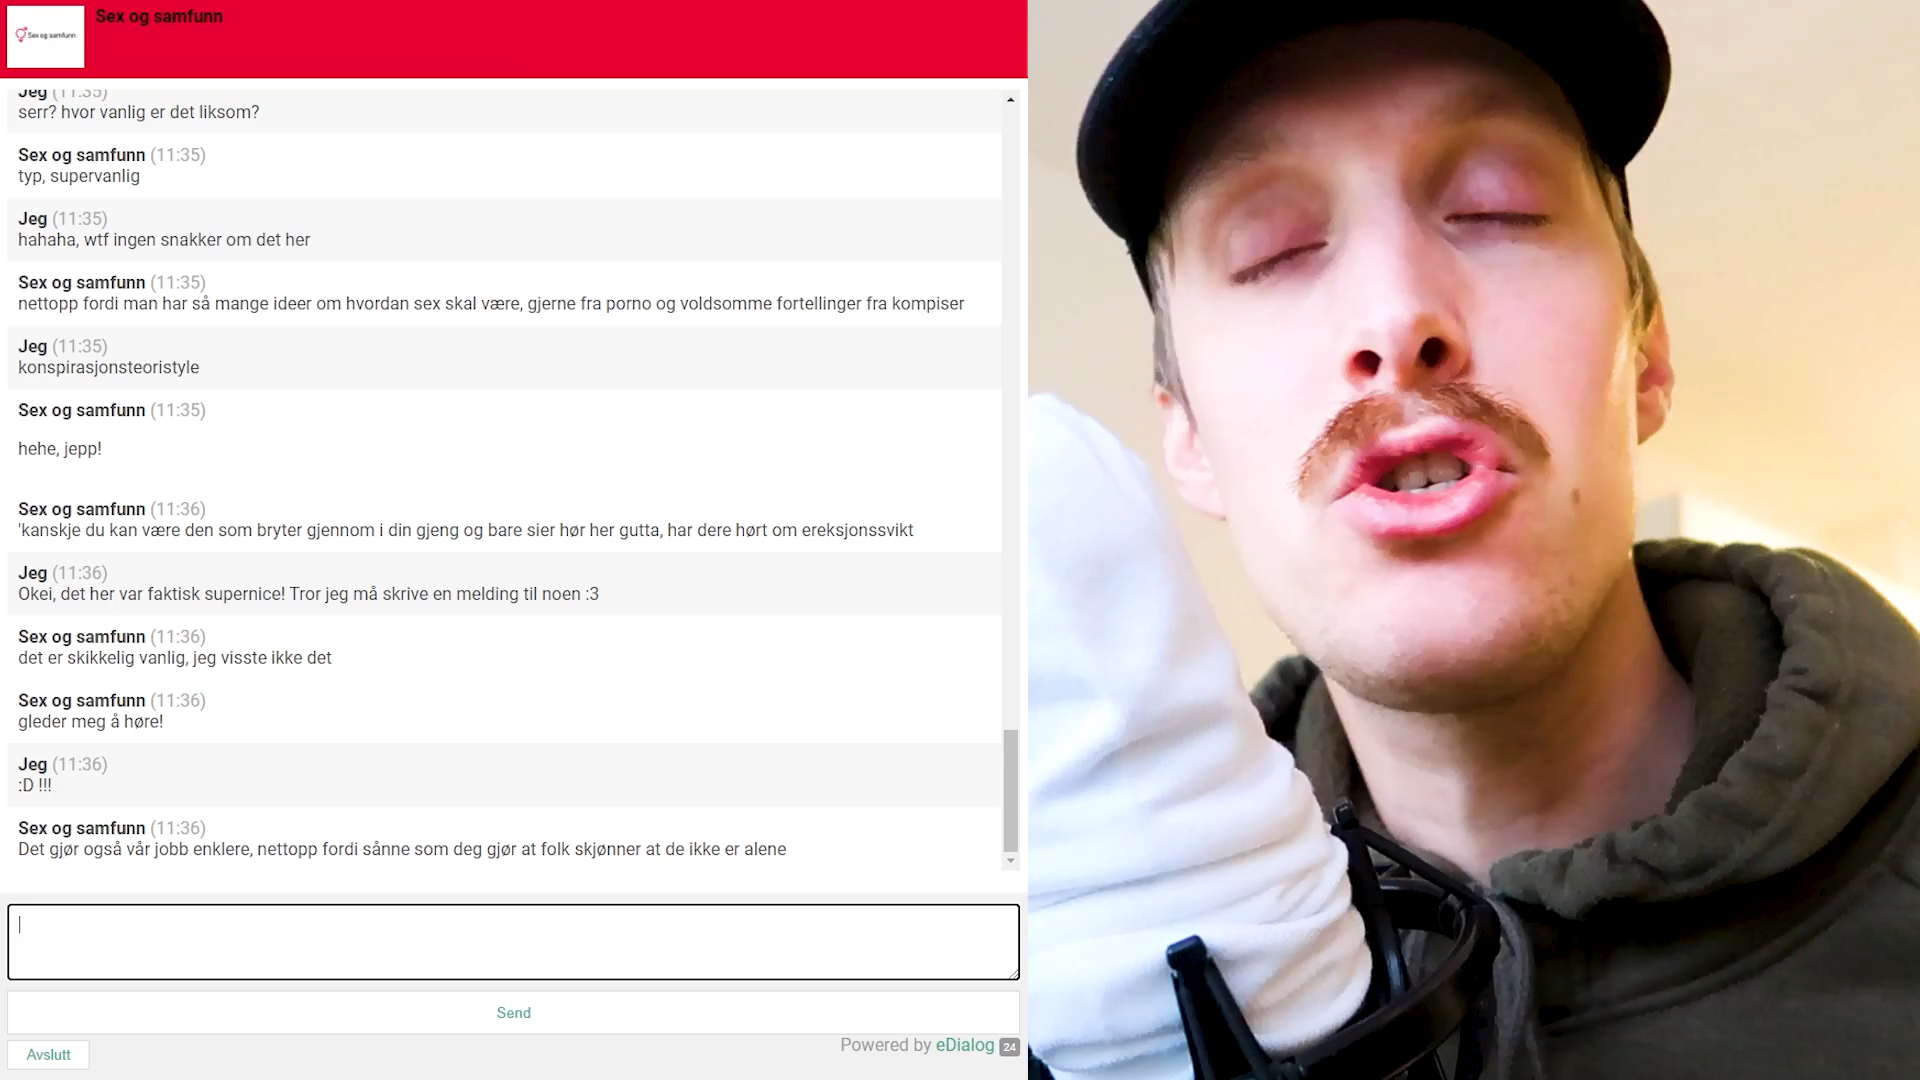 Sex og samfunn
Sex og samfunn
Jeg (11:35)
serr? hvor vanlig er det liksom?
Sex og samfunn (11:35)
typ, supervanlig
Jeg (11:35)
hahaha, wtf ingen snakker om det her
Sex og samfunn (11:35)
nettopp fordi man har så mange ideer om hvordan sex skal være, gjerne fra porno og voldsomme fortellinger fra kompiser
Jeg (11:35)
konspirasjonsteoristyle
Sex og samfunn (11:35)
hehe, jepp!
Sex og samfunn (11:36)
'kanskje du kan være den som bryter gjennom i din gjeng og bare sier hør her gutta, har dere hørt om ereksjonssvikt
Jeg (11:36)
Okei, det her var faktisk supernice! Tror jeg må skrive en melding til noen :3
Sex og samfunn (11:36)
det er skikkelig vanlig, jeg visste ikke det
Sex og samfunn (11:36)
gleder meg å høre!
Jeg (11:36)
:D !!!
Sex og samfunn (11:36)
Det gjør også vår jobb enklere, nettopp fordi sånne som deg gjør at folk skjønner at de ikke er alene
Send
Powered by eDialog 24
Avslutt